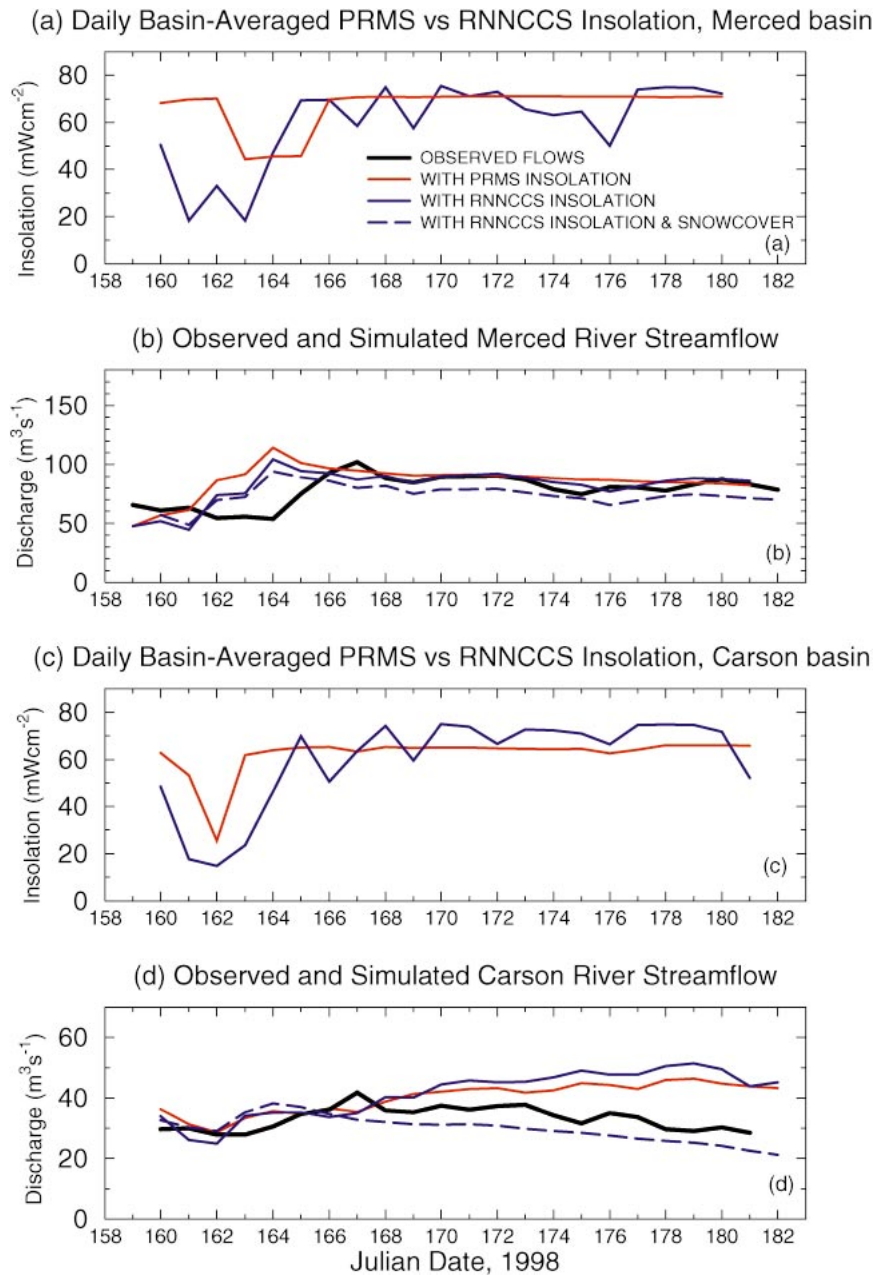 (a) Daily Basin-Averaged PRMS vs RNNCCS Insolation, Merced basin
Insolation (mWcm-2)
80
60
40
20
0
OBSERVED FLOWS
WITH PRMS INSOLATION
WITH RNNCCS INSOLATION
WITH RNNCCS INSOLATION & SNOWCOVER
(a)
158 160 162 164 166 168 170 172 174 176 178 180 182
(b) Observed and Simulated Merced River Streamflow
Discharge (m3s-1)
150
100
50
0
(b)
158 160 162 164 166 168 170 172 174 176 178 180 182
(c) Daily Basin-Averaged PRMS vs RNNCCS Insolation, Carson basin
Insolation (mWcm-2)
80
60
40
20
0
(c)
158 160 162 164 166 168 170 172 174 176 178 180 182
(d) Observed and Simulated Carson River Streamflow
Discharge (m3s-1)
60
40
20
0
(d)
158 160 162 164 166 168 170 172 174 176 178 180 182
Julian Date, 1998